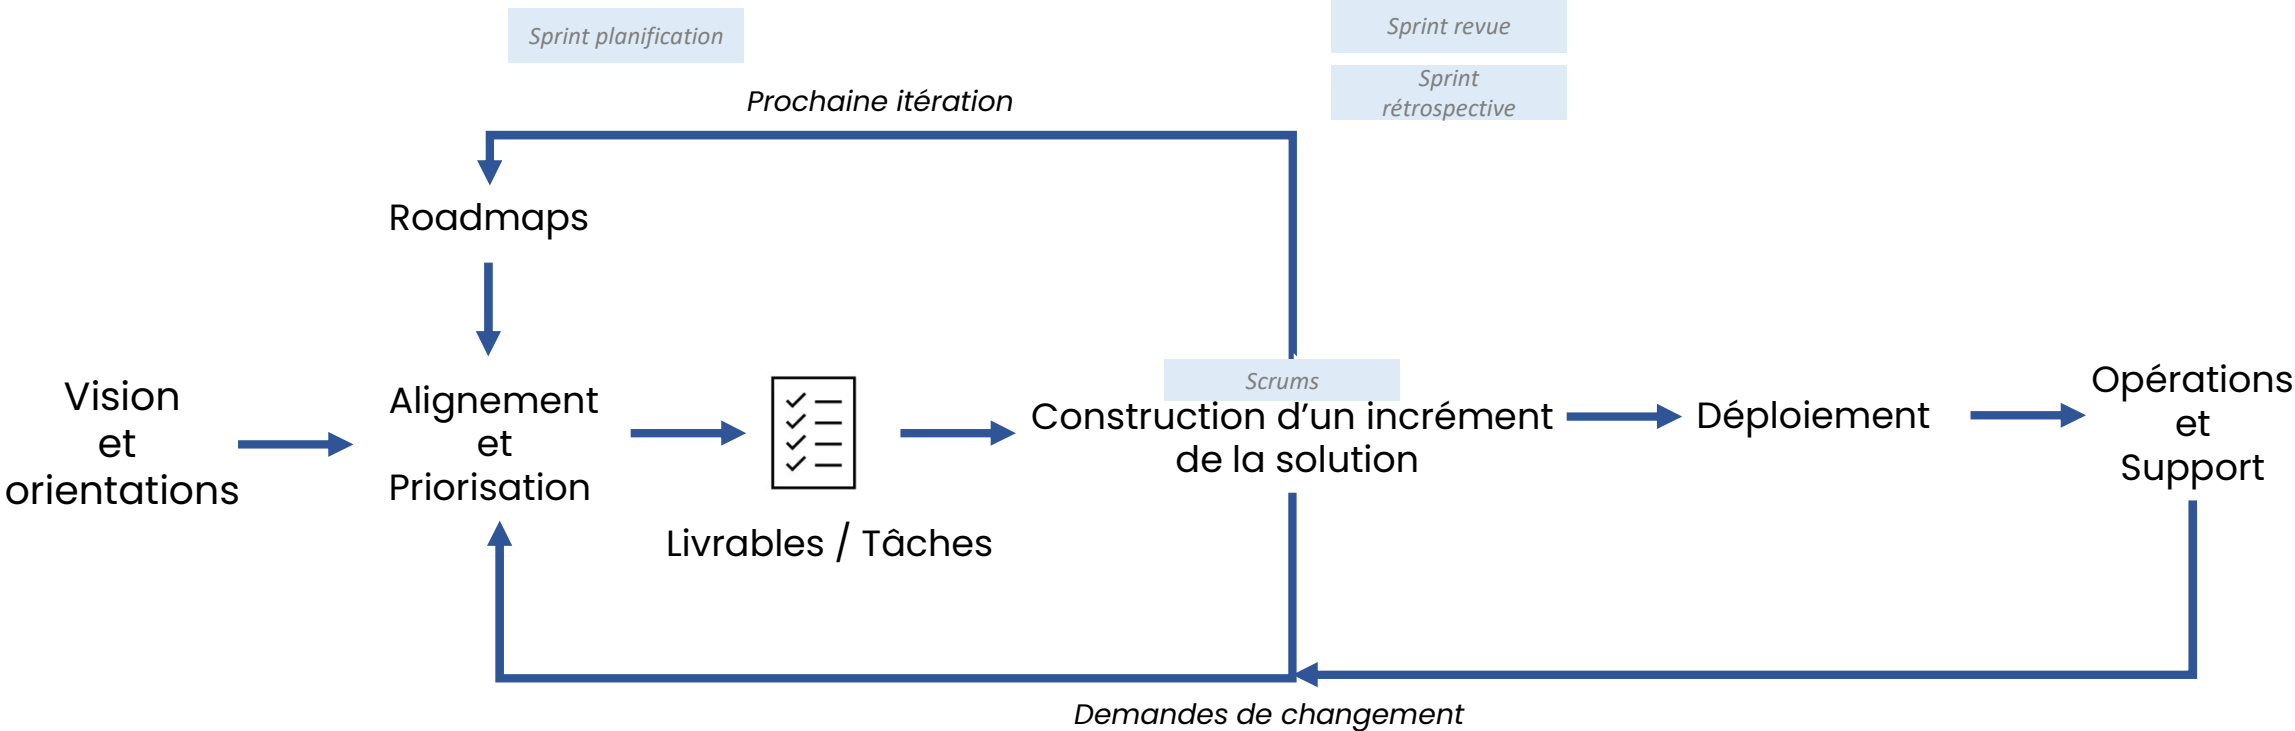 Sprint planification
Sprint revue
Sprint
rétrospective
Prochaine itération
Roadmaps
Vision
et
orientations
Alignement
et
Priorisation
Livrables / Tâches
Scrums
Construction d’un incrément
de la solution
Déploiement
Opérations
et
Support
Demandes de changement